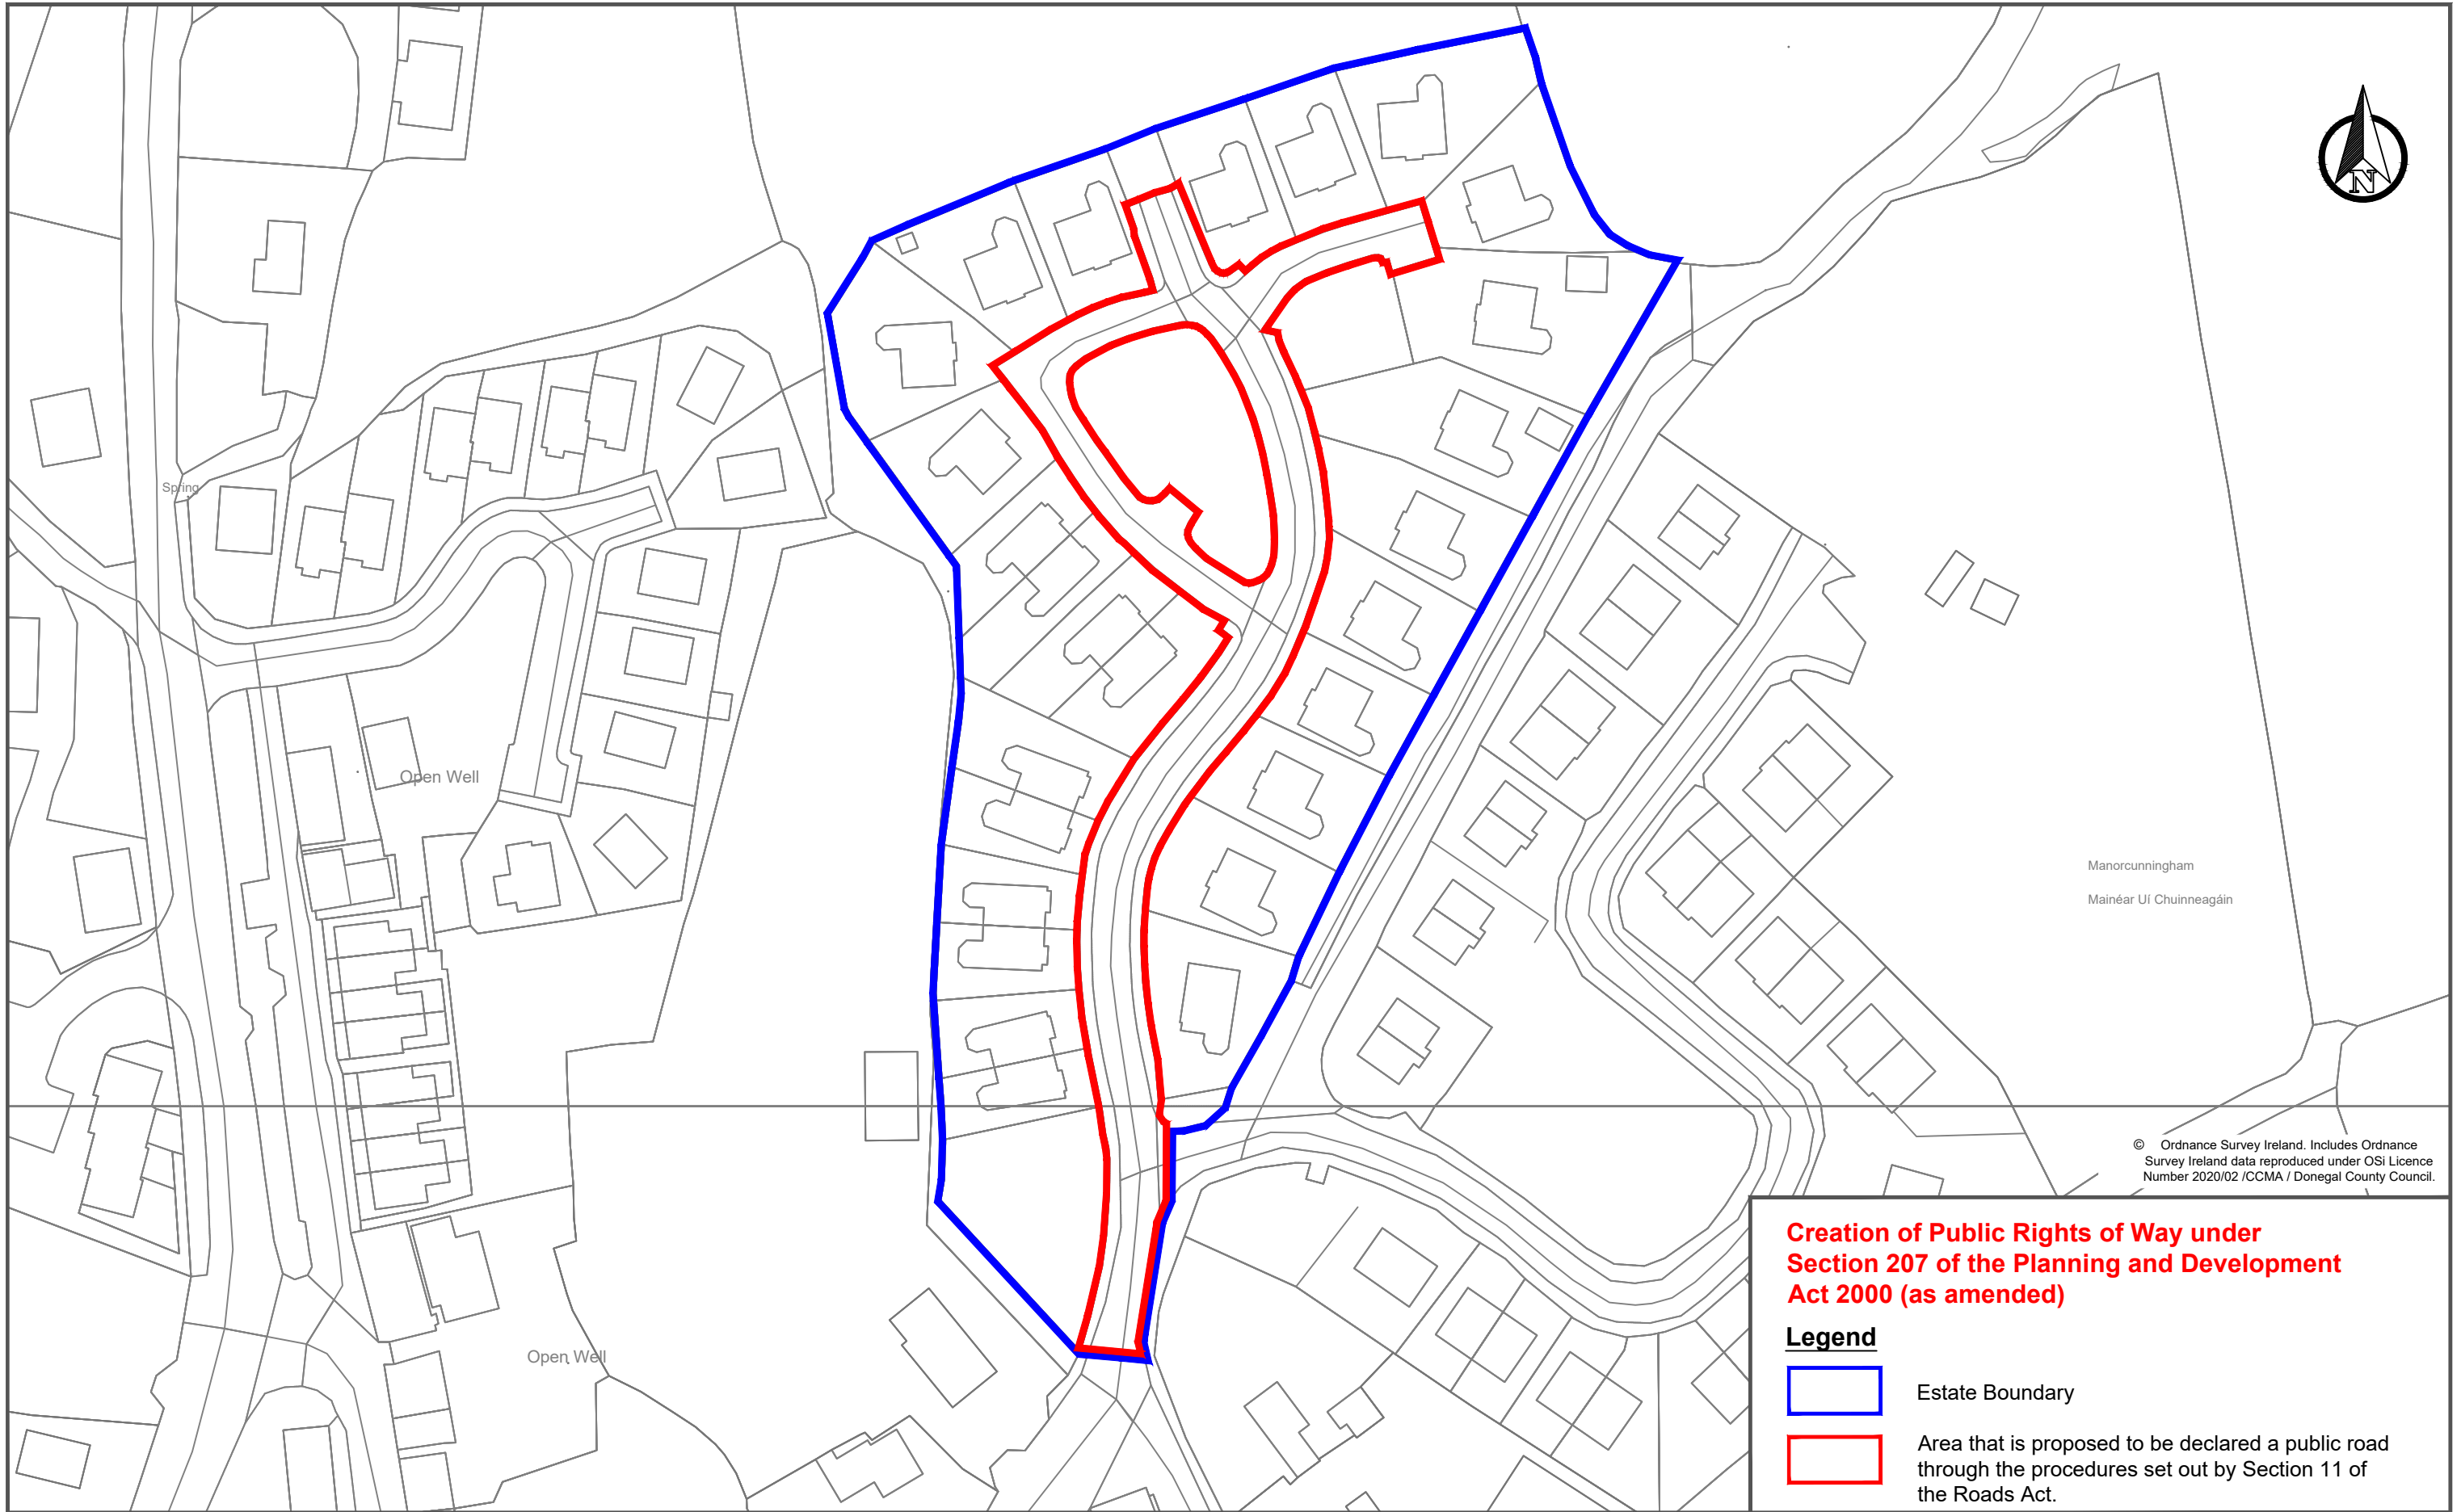 N
Spring
Open Well
Manorcunningham
Mainéar Uí Chuinneagáin
Open Well
© Ordnance Survey Ireland. Includes Ordnance
Survey Ireland data reproduced under OSi Licence
Number 2020/02 /CCMA / Donegal County Council.
Creation of Public Rights of Way under
Section 207 of the Planning and Development
Act 2000 (as amended)
Legend
Estate Boundary
Area that is proposed to be declared a public road
through the procedures set out by Section 11 of
the Roads Act.